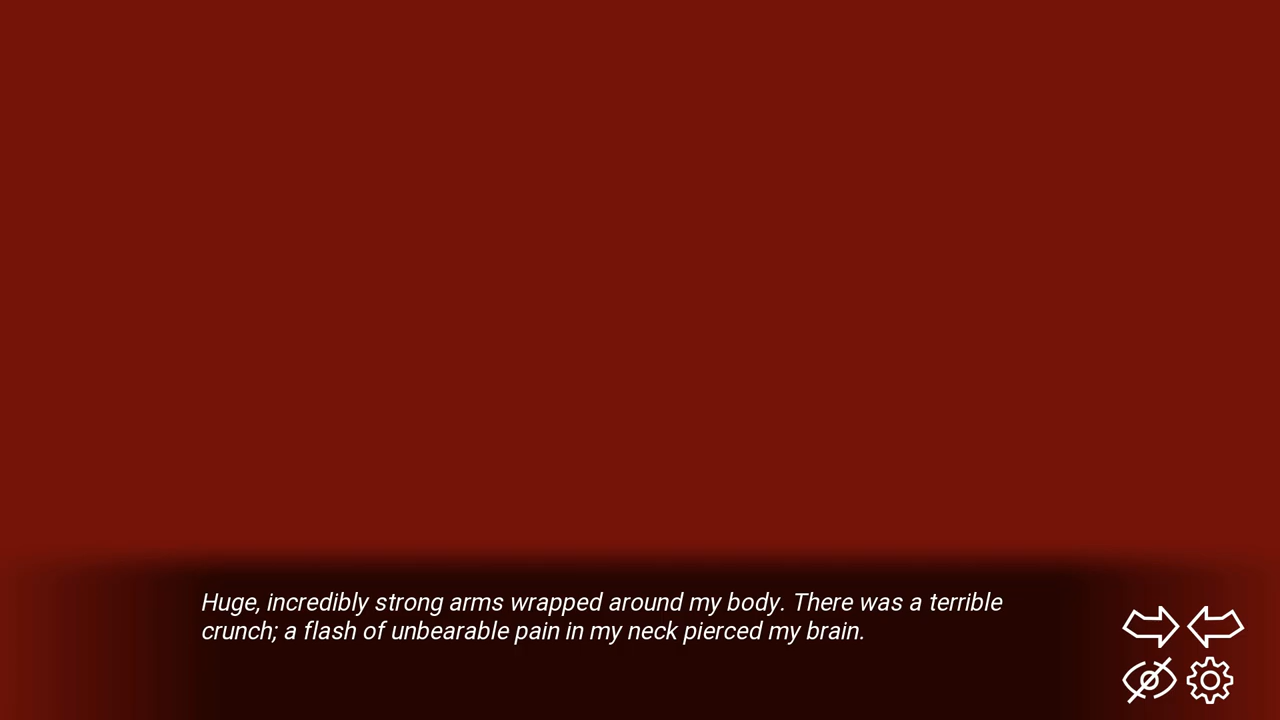 Huge, incredibly strong arms wrapped around my body. There was a terrible
crunch; a flash of unbearable pain in my neck pierced my brain.